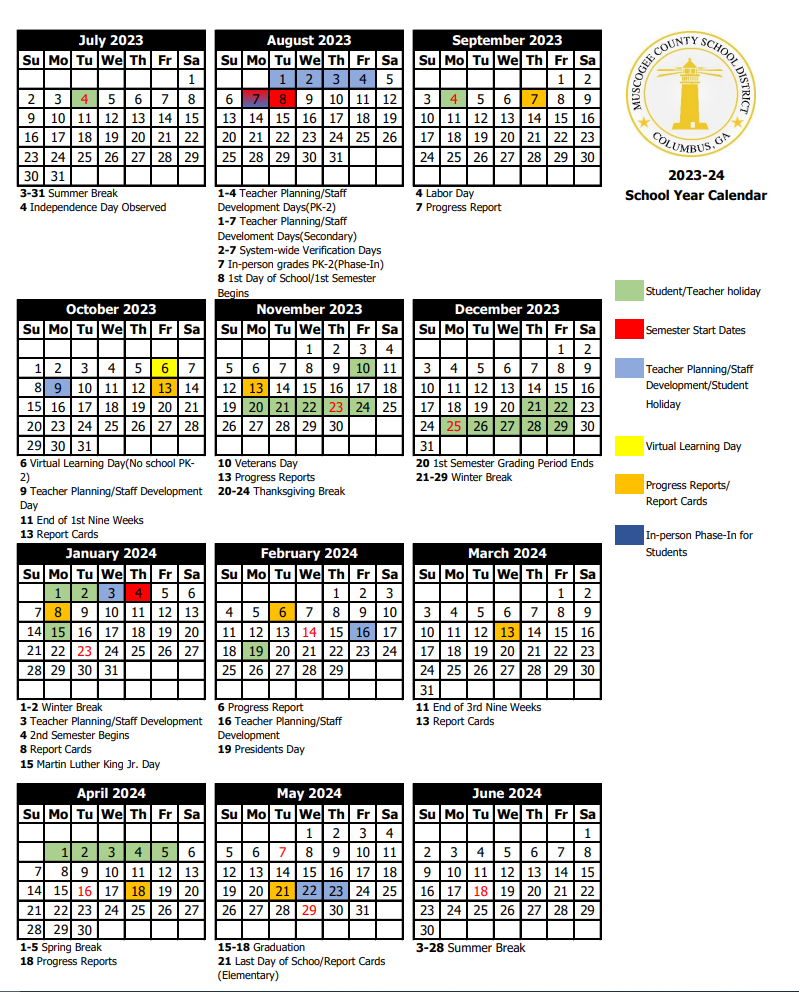 July 2023
Su Mo Tu We Th Fr Sa
1
2 3 4 5 6 7 8
9 10 11 12 13 14 15
16 17 18 19 20 21 22
23 24 25 26 27 28 29
30 31
3-31 Summer Break
4 Independence Day Observed
August 2023
Su Mo Tu We Th Fr Sa
1 2 3 4 5
6 7 8 9 10 11 12
13 14 15 16 17 18 19
20 21 22 23 24 25 26
25 28 29 30 31
1-4 Teacher Planning/Staff
Development Days(PK-2)
1-7 Teacher Planning/Staff
Develoment Days(Secondary)
2-7 System-wide Verification Days
7 In-person grades PK-2(Phase-In)
8 1st Day of School/1st Semester
Begins
September 2023
Su Mo Tu We Th Fr Sa
1 2
3 4 5 6 7 8 9
10 11 12 13 14 15 16
17 18 19 20 21 22 23
24 25 26 27 28 29 30
4 Labor Day
7 Progress Report
MUSCOGEE COUNTY SCHOOL DISTRICT
COLUMBUS, GA
2023-24
School Year Calendar
Student/Teacher holiday
Semester Start Dates
Teacher Planning/Staff
Development/Student
Holiday
Virtual Learning Day
Progress Reports/
Report Cards
In-person Phase-In for
Students
October 2023
Su Mo Tu We Th Fr Sa
1 2 3 4 5 6 7
8 9 10 11 12 13 14
15 16 17 18 19 20 21
20 23 24 25 26 27 28
29 30 31
6 Virtual Learning Day(No school PK-
2)
9 Teacher Planning/Staff Development
Day
11 End of 1st Nine Weeks
13 Report Cards
November 2023
Su Mo Tu We Th Fr Sa
1 2 3 4
5 6 7 8 9 10 11
12 13 14 15 16 17 18
19 20 21 22 23 24 25
26 27 28 29 30
10 Veterans Day
13 Progress Reports
20-24 Thanksgiving Break
December 2023
Su Mo Tu We Th Fr Sa
1 2
3 4 5 6 7 8 9
10 11 12 13 14 15 16
17 18 19 20 21 22 23
24 25 26 27 28 29 30
31
20 1st Semester Grading Period Ends
21-29 Winter Break
January 2024
Su Mo Tu We Th Fr Sa
1 2 3 4 5 6
7 8 9 10 11 12 13
14 15 16 17 18 19 20
21 22 23 24 25 26 27
28 29 30 31
1-2 Winter Break
3 Teacher Planning/Staff Development
4 2nd Semester Begins
8 Report Cards
15 Martin Luther King Jr. Day
February 2024
Su Mo Tu We Th Fr Sa
1 2 3
4 5 6 7 8 9 10
11 12 13 14 15 16 17
18 19 20 21 22 23 24
25 26 27 28 29
6 Progress Report
16 Teacher Planning/Staff
Development
19 Presidents Day
March 2024
Su Mo Tu We Th Fr Sa
1 2
3 4 5 6 7 8 9
10 11 12 13 14 15 16
17 18 19 20 21 22 23
24 25 26 27 28 29 30
31
11 End of 3rd Nine Weeks
13 Report Cards
April 2024
Su Mo Tu We Th Fr Sa
1 2 3 4 5 6
7 8 9 10 11 12 13
14 15 16 17 18 19 20
21 22 23 24 25 26 27
28 29 30
1-5 Spring Break
18 Progress Reports
May 2024
Su Mo Tu We Th Fr Sa
1 2 3 4
5 6 7 8 9 10 11
12 13 14 15 16 17 18
19 20 21 22 23 24 25
26 27 28 29 30 31
15-18 Graduation
21 Last Day of Schoo/Report Cards
(Elementary)
June 2024
Su Mo Tu We Th Fr Sa
1
2 3 4 5 6 7 8
9 10 11 12 13 14 15
16 17 18 19 20 21 22
23 24 25 26 27 28 29
30
3-28 Summer Break